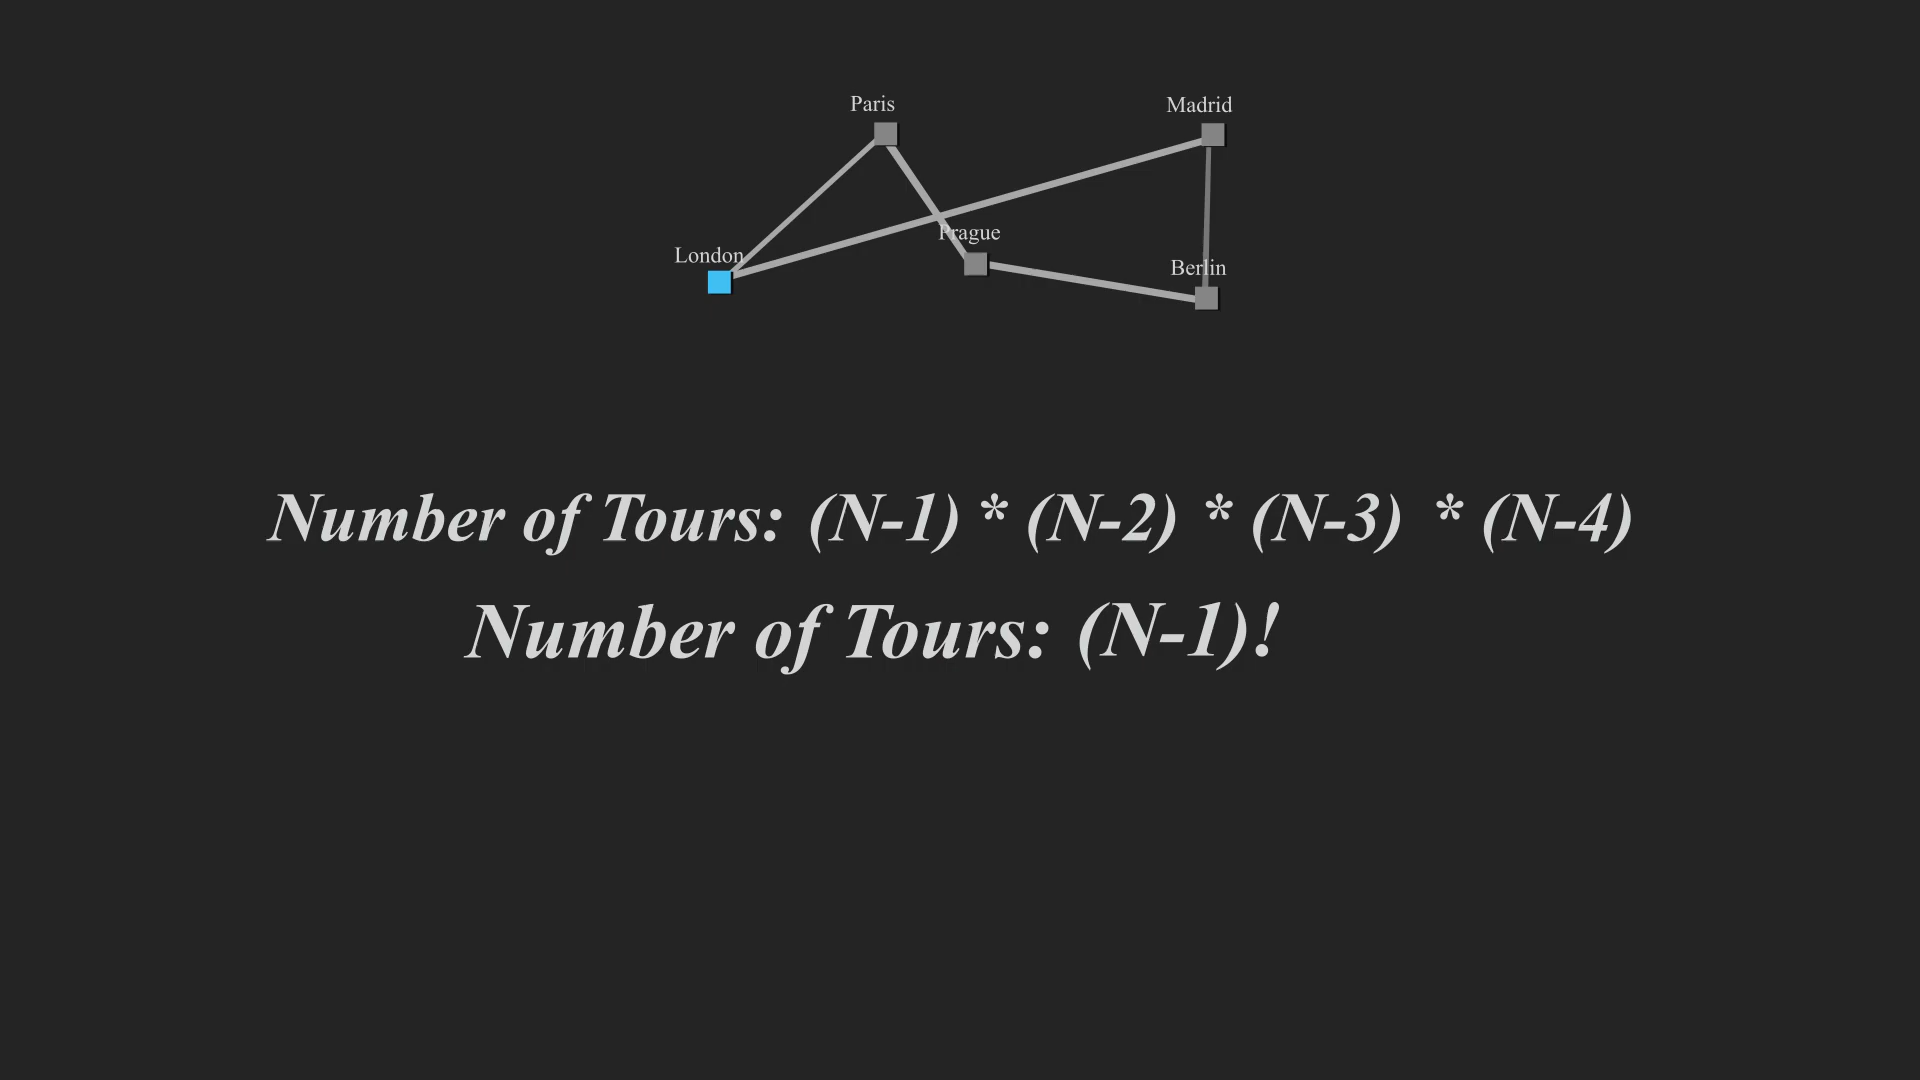 Paris
Madrid
Prague
London
Berlin
Number of Tours: (N-1) * (N-2) * (N-3) * (N-4)
Number of Tours: (N-1)!